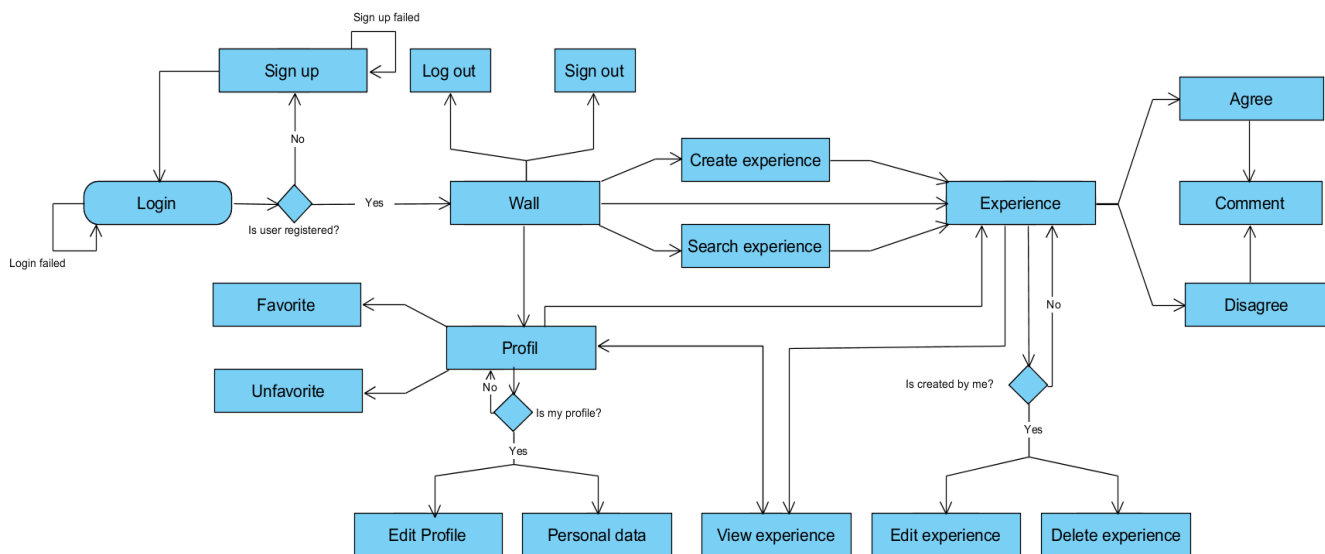 Sign up failed
Sign up
Log out
Sign out
Agree
No
Create experience
Login
Yes
Wall
Experience
Comment
Is user registered?
Search experience
Login failed
Favorite
No
Disagree
Profil
Unfavorite
No
Is my profile?
Is created by me?
Yes
Yes
Edit Profile
Personal data
View experience
Edit experience
Delete experience